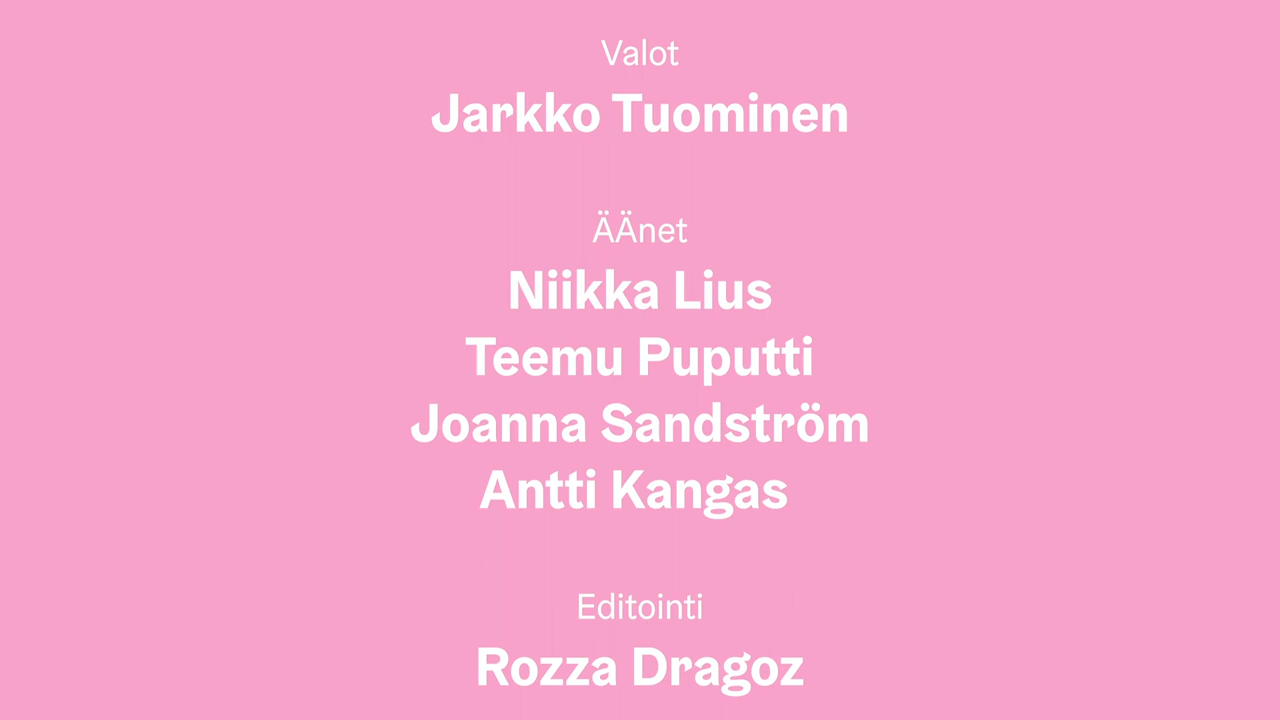 Valot
Jarkko Tuominen
ÄÄnet
Niikka Lius
Teemu Puputti
Joanna Sandström
Antti Kangas
Editointi
Rozza Dragoz